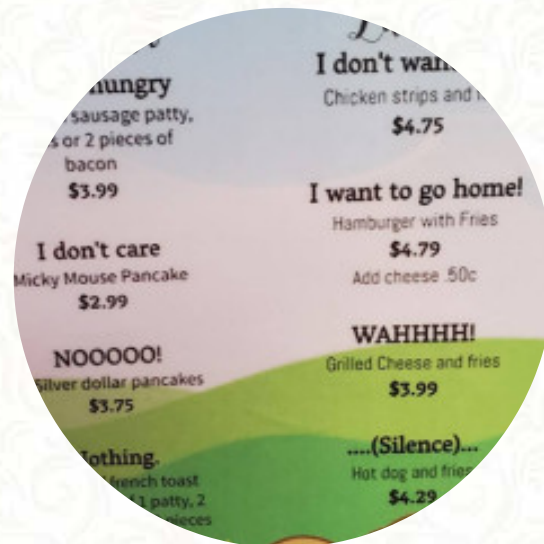 hungry
sausage patty,
or 2 pieces of
bacon
$3.99
I don't care
Micky Mouse Pancake
$2.99
NOOOOO!
Silver dollar pancakes
$3.75
Nothing.
french toast
1 patty, 2
pieces
I don't
Chicken strips and
$4.75
I want to go home!
Hamburger with Fries
$4.79
Add cheese .50c
WAHHHH!
Grilled Cheese and fries
$3.99
....(Silence)...
Hot dog and fries
$4.29